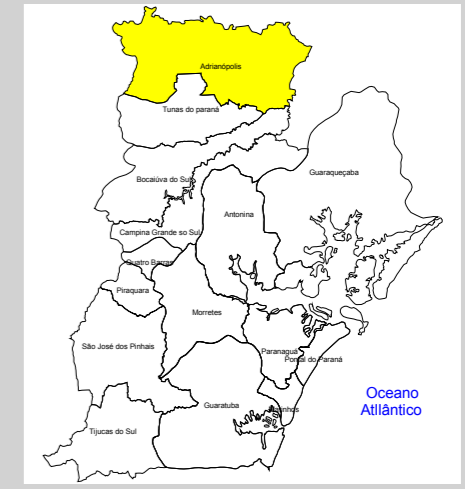 Adrianópolis
Tunas do paraná
Guaraqueçaba
Bocaiúva do Sul
Antonina
Campina Grande so Sul
Quatro Barras
Piraquara
Morretes
São José dos Pinhais
Paranaguá
Pontal do Paraná
Oceano
Atllântico
Guaratuba
Matinhos
Tijucas do Sul